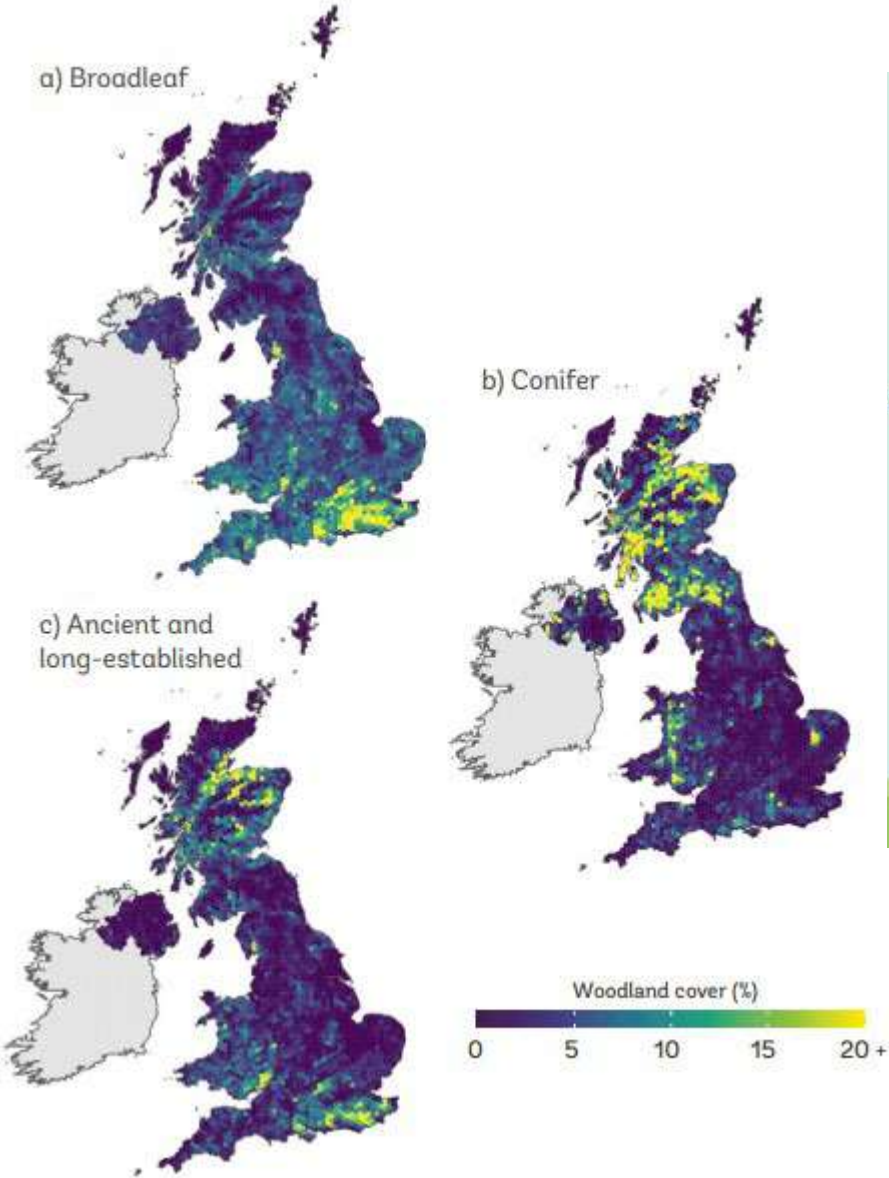 a) Broadleaf
b) Conifer
c) Ancient and
long-established
Woodland cover (%)
0 5 10 15 20 +